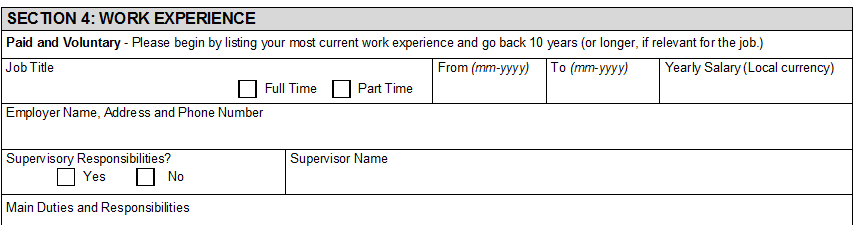 SECTION 4: WORK EXPERIENCE
Paid and Voluntary - Please begin by listing your most current work experience and go back 10 years (or longer, if relevant for the job.)
Job Title
Full Time Part Time
From (mm-yyyy)
To (mm-yyyy)
Yearly Salary (Local currency)
Employer Name, Address and Phone Number
Supervisory Responsibilities?
Yes No
Supervisor Name
Main Duties and Responsibilities